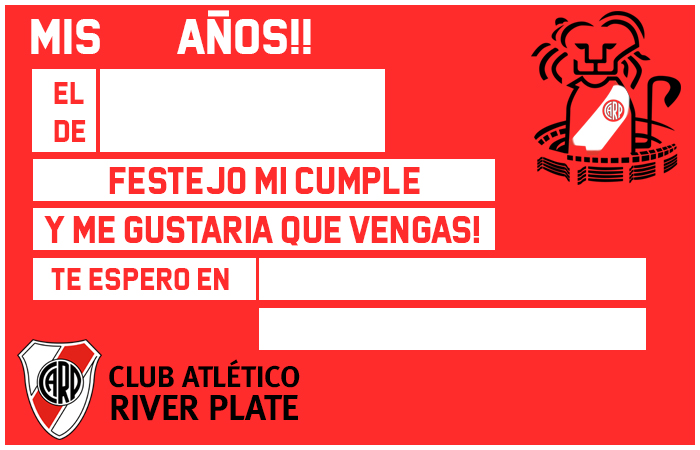 MIS AÑOS!!
EL
DE
FESTEJO MI CUMPLE
Y ME GUSTARIA QUE VENGAS!
TE ESPERO EN
CARP
CARP
CLUB ATLÉTICO
RIVER PLATE